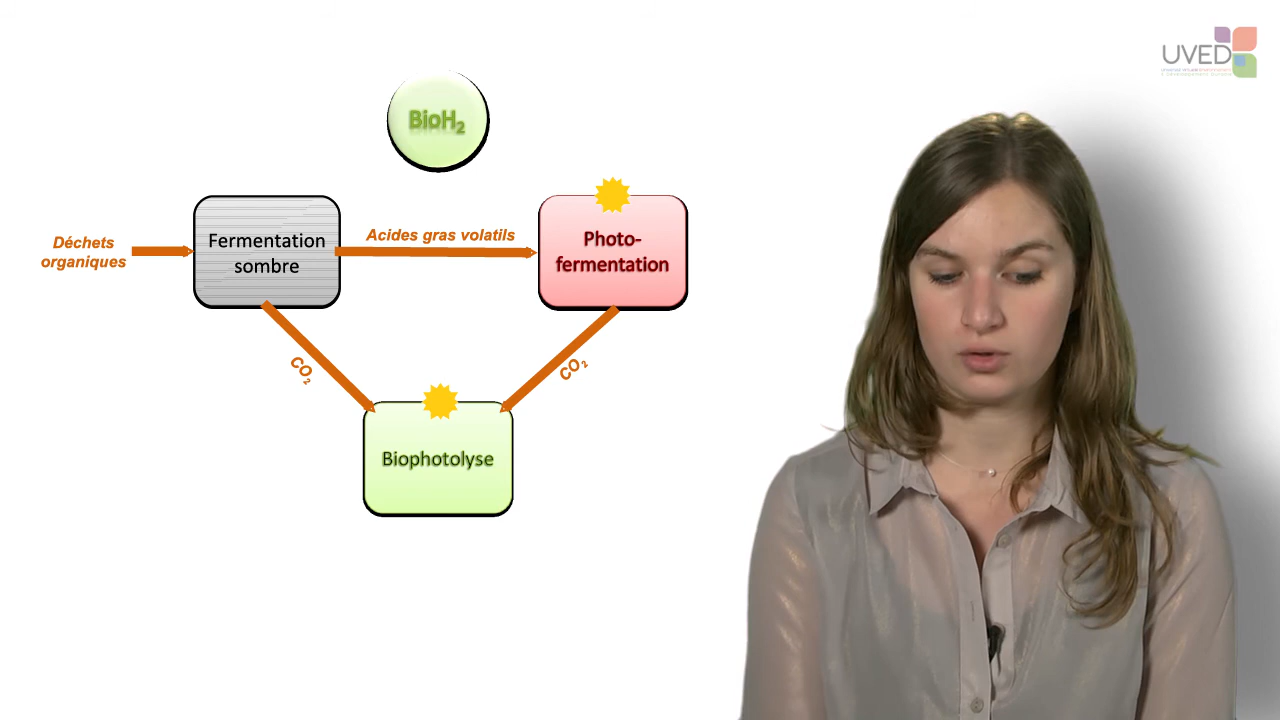 UVED
BioH₂
Déchets
organiques
Fermentation
sombre
Acides gras volatils
Photo-
fermentation
CO₂
CO₂
Biophotolyse